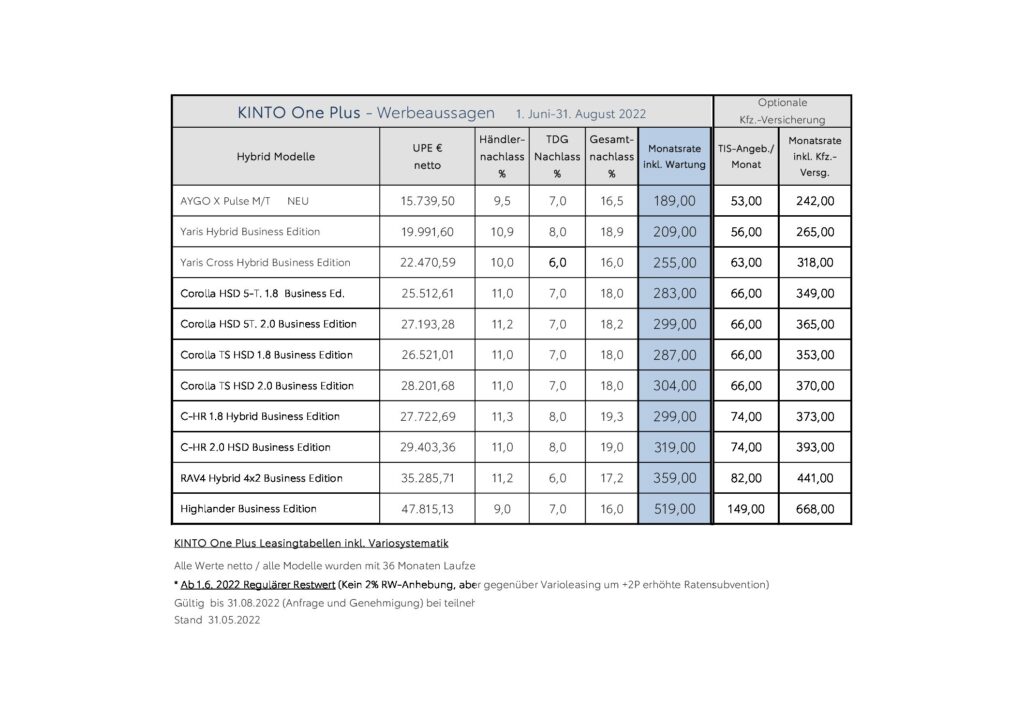 KINTO One Plus - Werbeaussagen 1. Juni-31. August 2022
Optionale
Kfz.-Versicherung
Hybrid Modelle
UPE €
netto
Händler-
nachlass
%
TDG
Nachlass
%
Gesamt-
nachlass
%
Monatsrate
inkl. Wartung
TIS-Angeb./
Monat
Monatsrate
inkl. Kfz.-
Versg.
AYGO X Pulse M/T NEU 15.739,50 9,5 7,0 16,5 189,00 53,00 242,00
Yaris Hybrid Business Edition 19.991,60 10,9 8,0 18,9 209,00 56,00 265,00
Yaris Cross Hybrid Business Edition 22.470,59 10,0 6,0 16,0 255,00 63,00 318,00
Corolla HSD 5-T. 1.8 Business Ed. 25.512,61 11,0 7,0 18,0 283,00 66,00 349,00
Corolla HSD 5T. 2.0 Business Edition 27.193,28 11,2 7,0 18,2 299,00 66,00 365,00
Corolla TS HSD 1.8 Business Edition 26.521,01 11,0 7,0 18,0 287,00 66,00 353,00
Corolla TS HSD 2.0 Business Edition 28.201,68 11,0 7,0 18,0 304,00 66,00 370,00
C-HR 1.8 Hybrid Business Edition 27.722,69 11,3 8,0 19,3 299,00 74,00 373,00
C-HR 2.0 HSD Business Edition 29.403,36 11,0 8,0 19,0 319,00 74,00 393,00
RAV4 Hybrid 4x2 Business Edition 35.285,71 11,2 6,0 17,2 359,00 82,00 441,00
Highlander Business Edition 47.815,13 9,0 7,0 16,0 519,00 149,00 668,00
KINTO One Plus Leasingtabellen inkl. Variosystematik
Alle Werte netto / alle Modelle wurden mit 36 Monaten Laufze
* Ab 1.6. 2022 Regulärer Restwert (Kein 2% RW-Anhebung, aber gegenüber Varioleasing um +2P erhöhte Ratensubvention)
Gültig bis 31.08.2022 (Anfrage und Genehmigung) bei teilneh
Stand 31.05.2022